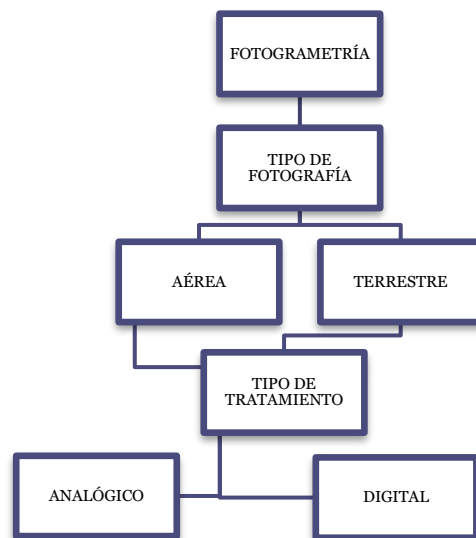 FOTOGRAMETRÍA
TIPO DE
FOTOGRAFÍA
AÉREA
TERRESTRE
TIPO DE
TRATAMIENTO
ANALÓGICO
DIGITAL